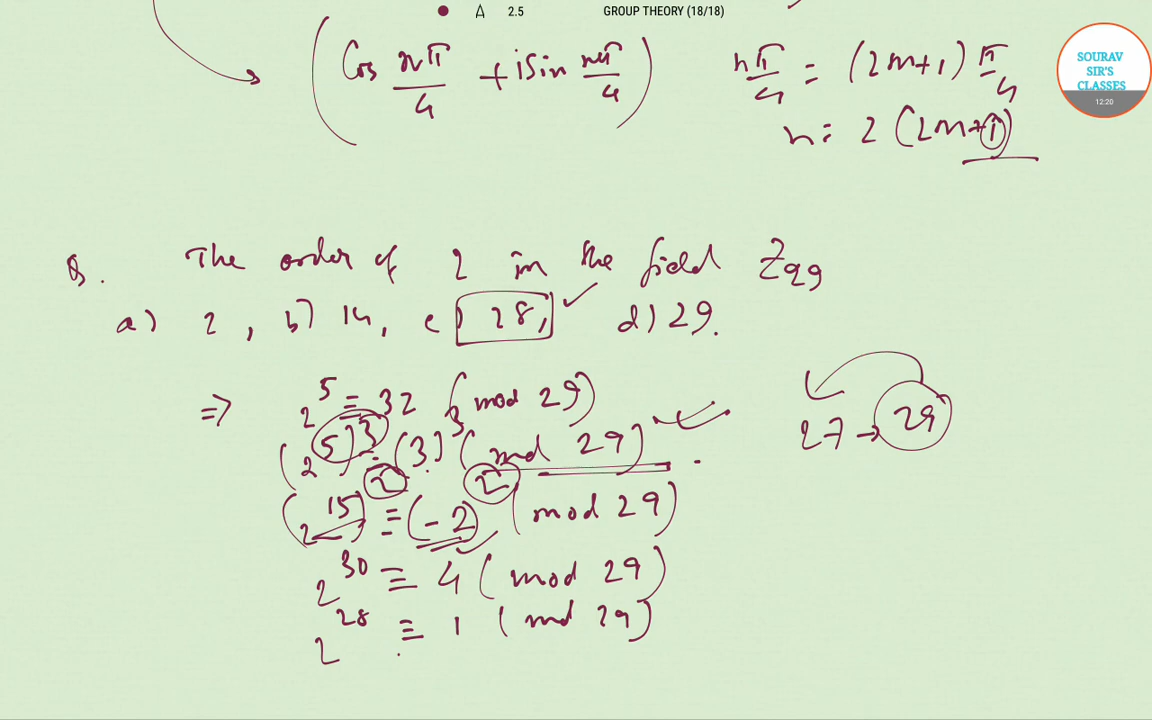 A 2.5 GROUP THEORY (18/18)
SOURAV SIR'S CLASSES
12:20
(Cos nπ/4 + i Sin nπ/4) nπ/4 = (2m+1) π/4
n = 2 (2m+1)
Q. The order of 2 in the field Z29
a) 2, b) 14, c) 28, d) 29.
⇒ 2^5 ≡ 32 (mod 29)
(2^5)^3 ≡ (3)^3 (mod 29) 27 → 29
(2^15)^2 ≡ (-2)^2 (mod 29)
2^30 ≡ 4 (mod 29)
2^28 ≡ 1 (md 29)